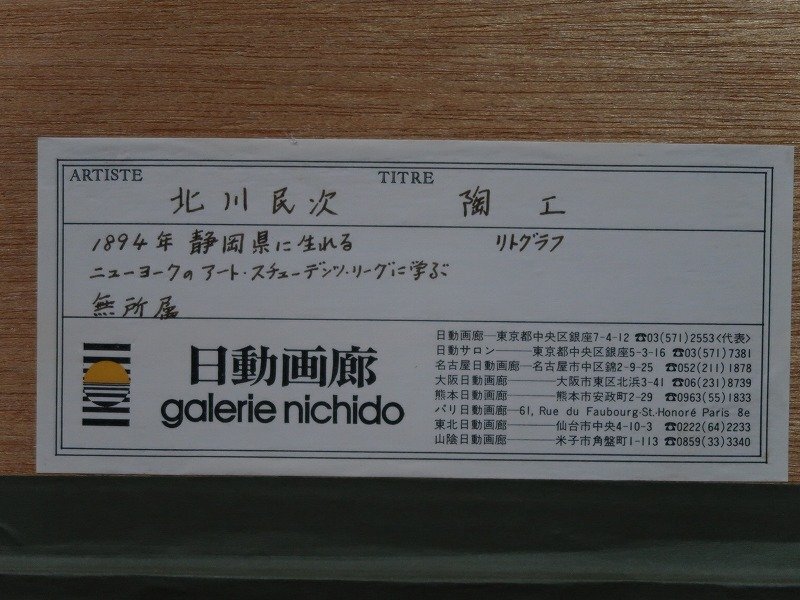 ARTISTE TITRE
北川民次 陶工
1894年 静岡県に生れる リトグラフ
ニューヨークのアート・スチューデンツ・リーグに学ぶ
無所属
日動画廊
galerie nichido
日動画廊—東京都中央区銀座7-4-12 ☎03(571)2553<代表>
日動サロン——東京都中央区銀座5-3-16 ☎03(571)7381
名古屋日動画廊—名古屋市中区錦2-9-25 ☎052(211)1878
大阪日動画廊——大阪市東区北浜3-41 ☎06(231)8739
熊本日動画廊——熊本市安政町2-29 ☎0963(55)1833
パリ日動画廊—61, Rue du Faubourg-St.-Honoré Paris 8e
東北日動画廊——仙台市中央4-10-3 ☎0222(64)2233
山陰日動画廊——米子市角盤町1-113 ☎0859(33)3340